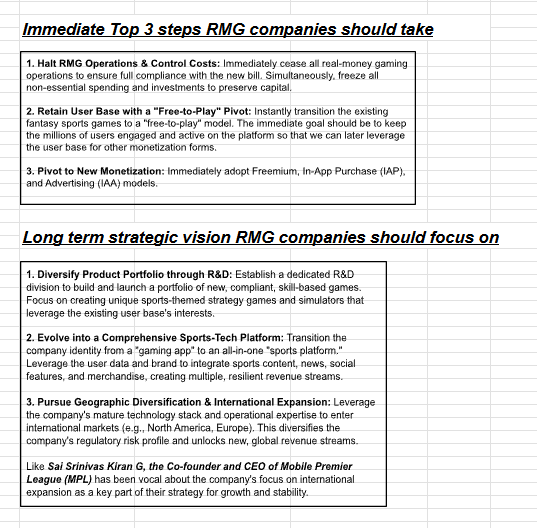 Immediate Top 3 steps RMG companies should take
1. Halt RMG Operations & Control Costs: Immediately cease all real-money gaming
operations to ensure full compliance with the new bill. Simultaneously, freeze all
non-essential spending and investments to preserve capital.
2. Retain User Base with a "Free-to-Play" Pivot: Instantly transition the existing
fantasy sports games to a "free-to-play" model. The immediate goal should be to keep
the millions of users engaged and active on the platform so that we can later leverage
the user base for other monetization forms.
3. Pivot to New Monetization: Immediately adopt Freemium, In-App Purchase (IAP),
and Advertising (IAA) models.
Long term strategic vision RMG companies should focus on
1. Diversify Product Portfolio through R&D: Establish a dedicated R&D
division to build and launch a portfolio of new, compliant, skill-based games.
Focus on creating unique sports-themed strategy games and simulators that
leverage the existing user base's interests.
2. Evolve into a Comprehensive Sports-Tech Platform: Transition the
company identity from a "gaming app" to an all-in-one "sports platform."
Leverage the user data and brand to integrate sports content, news, social
features, and merchandise, creating multiple, resilient revenue streams.
3. Pursue Geographic Diversification & International Expansion: Leverage
the company's mature technology stack and operational expertise to enter
international markets (e.g., North America, Europe). This diversifies the
company's regulatory risk profile and unlocks new, global revenue streams.
Like Sai Srinivas Kiran G, the Co-founder and CEO of Mobile Premier
League (MPL) has been vocal about the company's focus on international
expansion as a key part of their strategy for growth and stability.